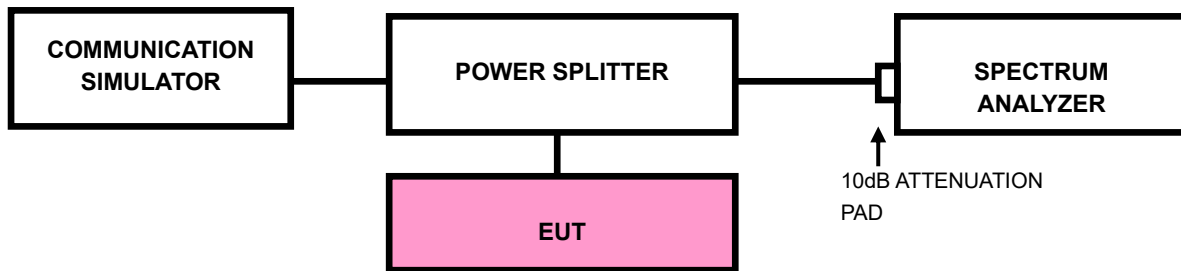 COMMUNICATION
SIMULATOR
POWER SPLITTER
SPECTRUM
ANALYZER
10dB ATTENUATION
PAD
EUT